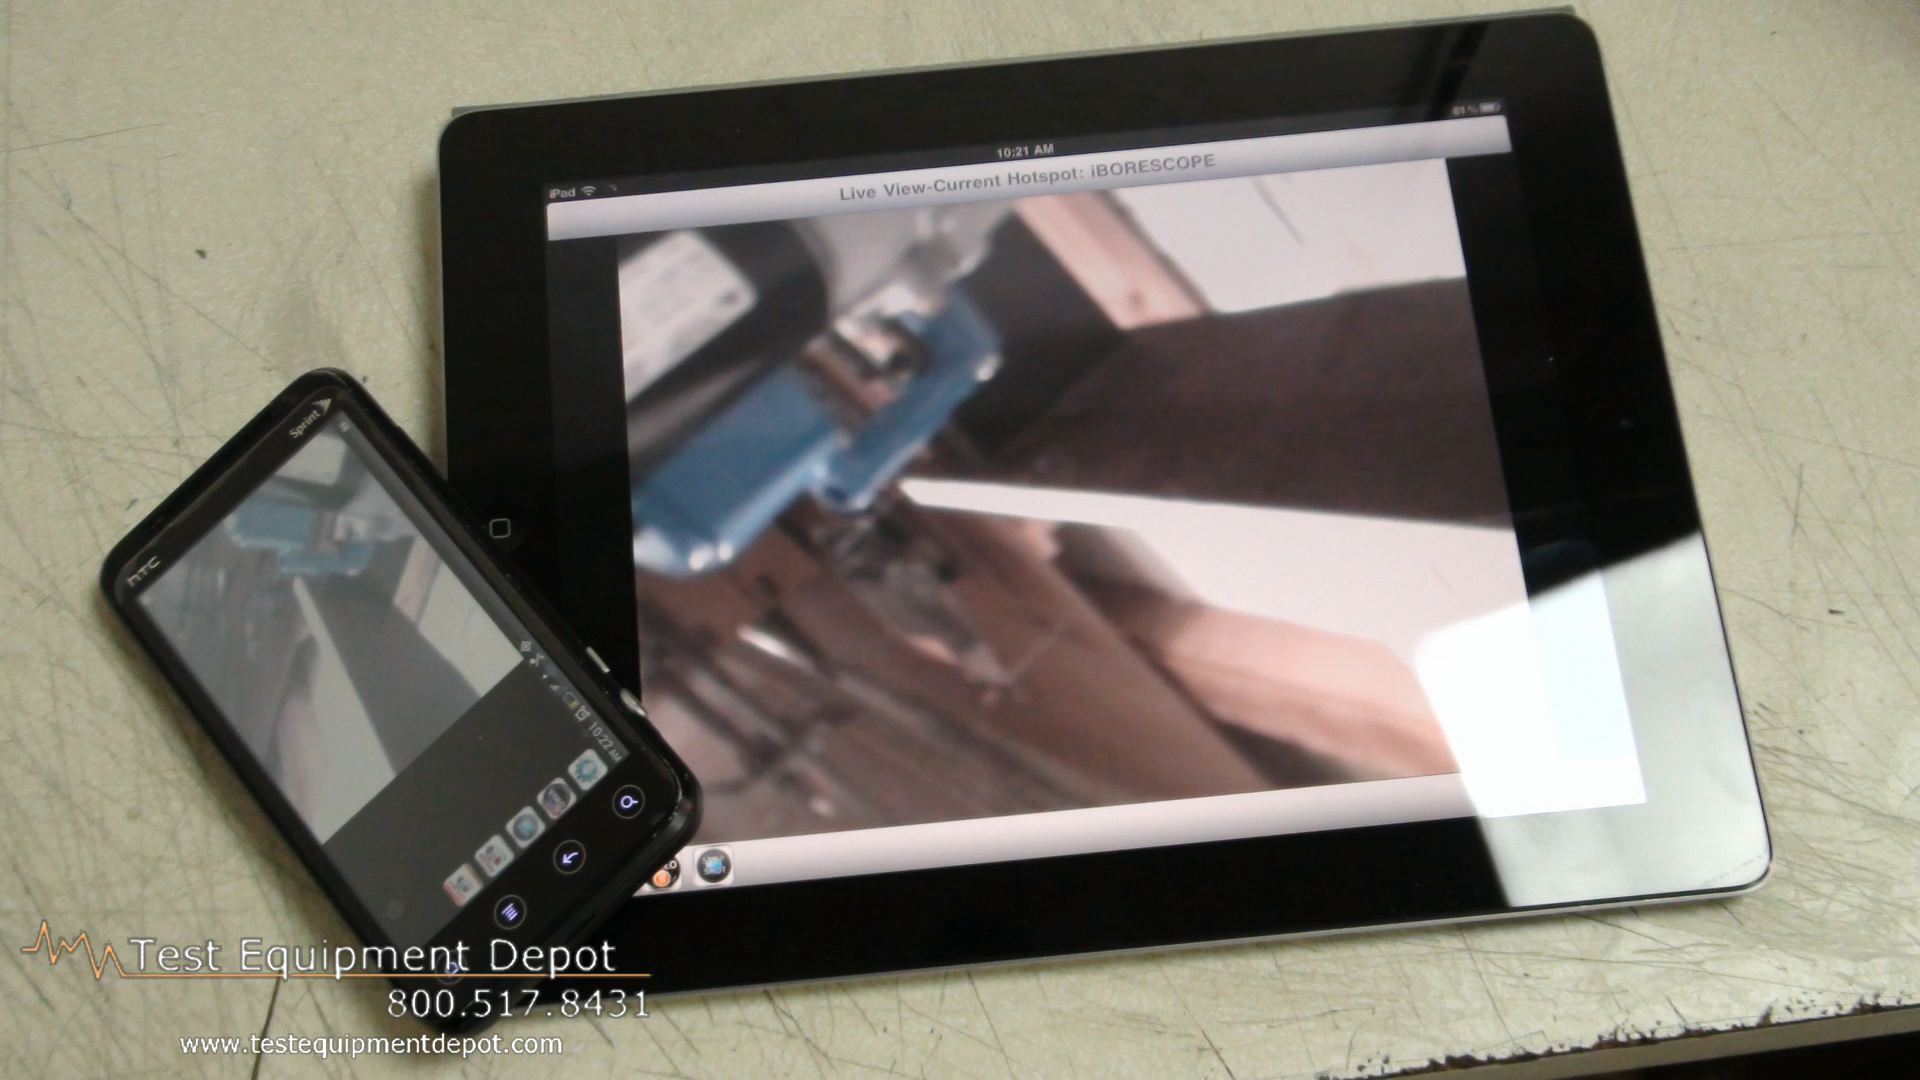 iPad
10:21 AM
Live View-Current Hotspot: iBORESCOPE
Sprint
hTC
10:22 AM
Test Equipment Depot
800.517.8431
www.testequipmentdepot.com